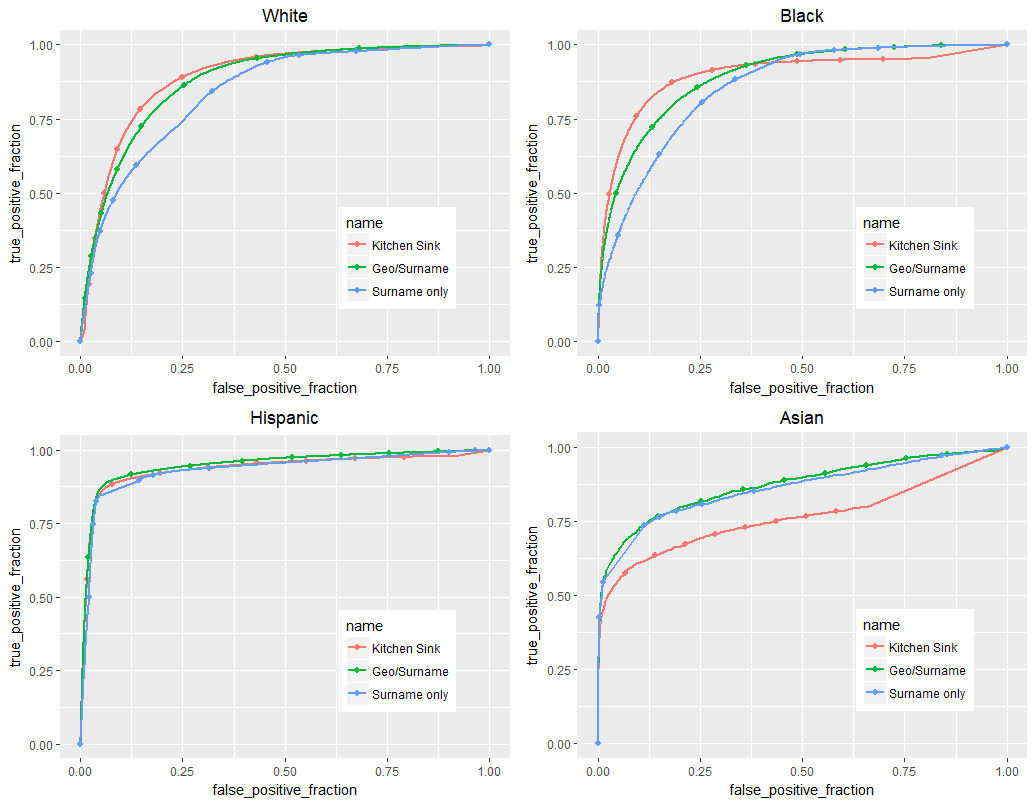 White
true_positive_fraction
1.00
0.75
0.50
0.25
0.00
name
Kitchen Sink
Geo/Surname
Surname only
0.00 0.25 0.50 0.75 1.00
false_positive_fraction
Black
true_positive_fraction
1.00
0.75
0.50
0.25
0.00
name
Kitchen Sink
Geo/Surname
Surname only
0.00 0.25 0.50 0.75 1.00
false_positive_fraction
Hispanic
true_positive_fraction
1.00
0.75
0.50
0.25
0.00
name
Kitchen Sink
Geo/Surname
Surname only
0.00 0.25 0.50 0.75 1.00
false_positive_fraction
Asian
true_positive_fraction
1.00
0.75
0.50
0.25
0.00
name
Kitchen Sink
Geo/Surname
Surname only
0.00 0.25 0.50 0.75 1.00
false_positive_fraction